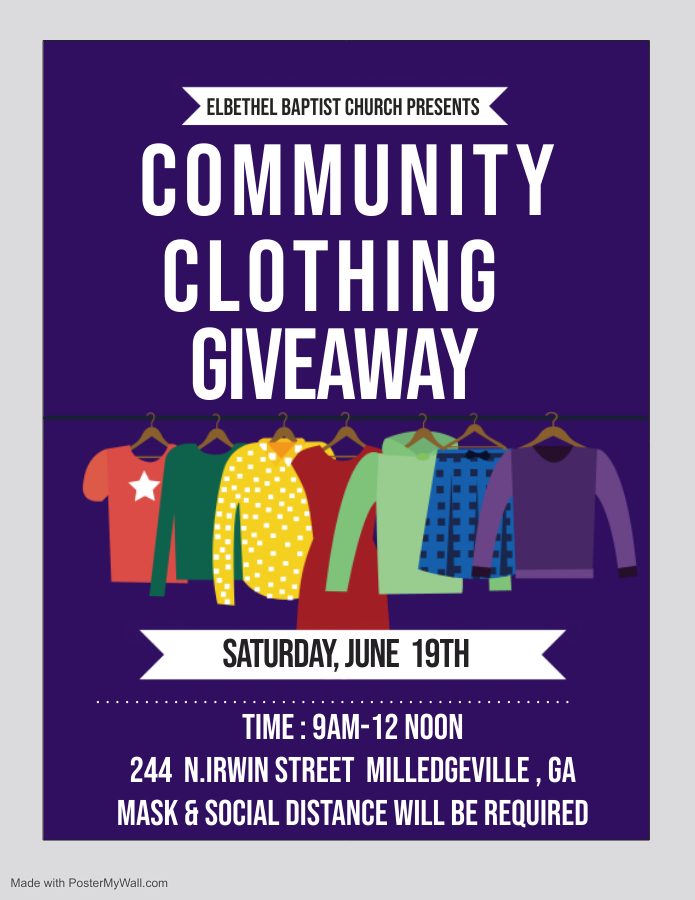 ELBETHEL BAPTIST CHURCH PRESENTS
COMMUNITY
CLOTHING
GIVEAWAY
SATURDAY, JUNE 19TH
TIME : 9AM-12 NOON
244 N.IRWIN STREET MILLEDGEVILLE , GA
MASK & SOCIAL DISTANCE WILL BE REQUIRED
Made with PosterMyWall.com